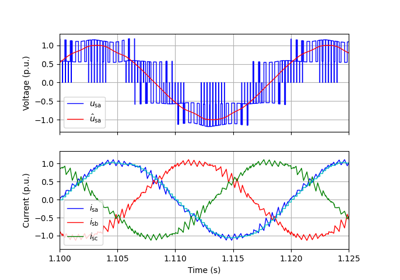 1.0
0.5
0.0
−0.5
−1.0
Voltage (p.u.)
u_sa
û_sa
1.0
0.5
0.0
−0.5
−1.0
Current (p.u.)
i_sa
i_sb
i_sc
1.100 1.105 1.110 1.115 1.120 1.125
Time (s)